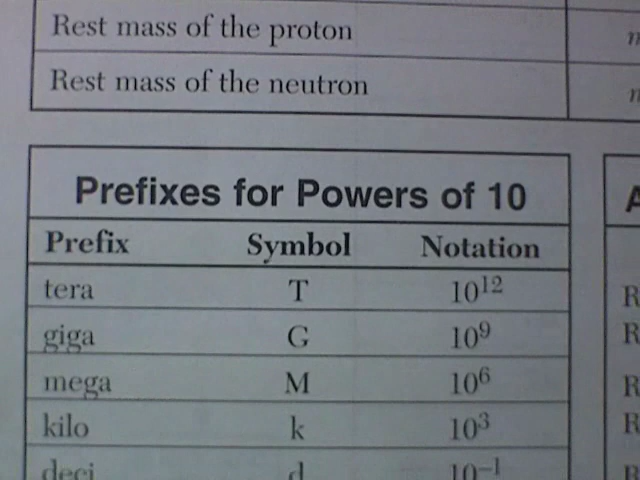 Rest mass of the proton
Rest mass of the neutron
Prefixes for Powers of 10
Prefix Symbol Notation
tera T 10¹²
giga G 10⁹
mega M 10⁶
kilo k 10³
deci d 10⁻¹
R
R
R
R
R